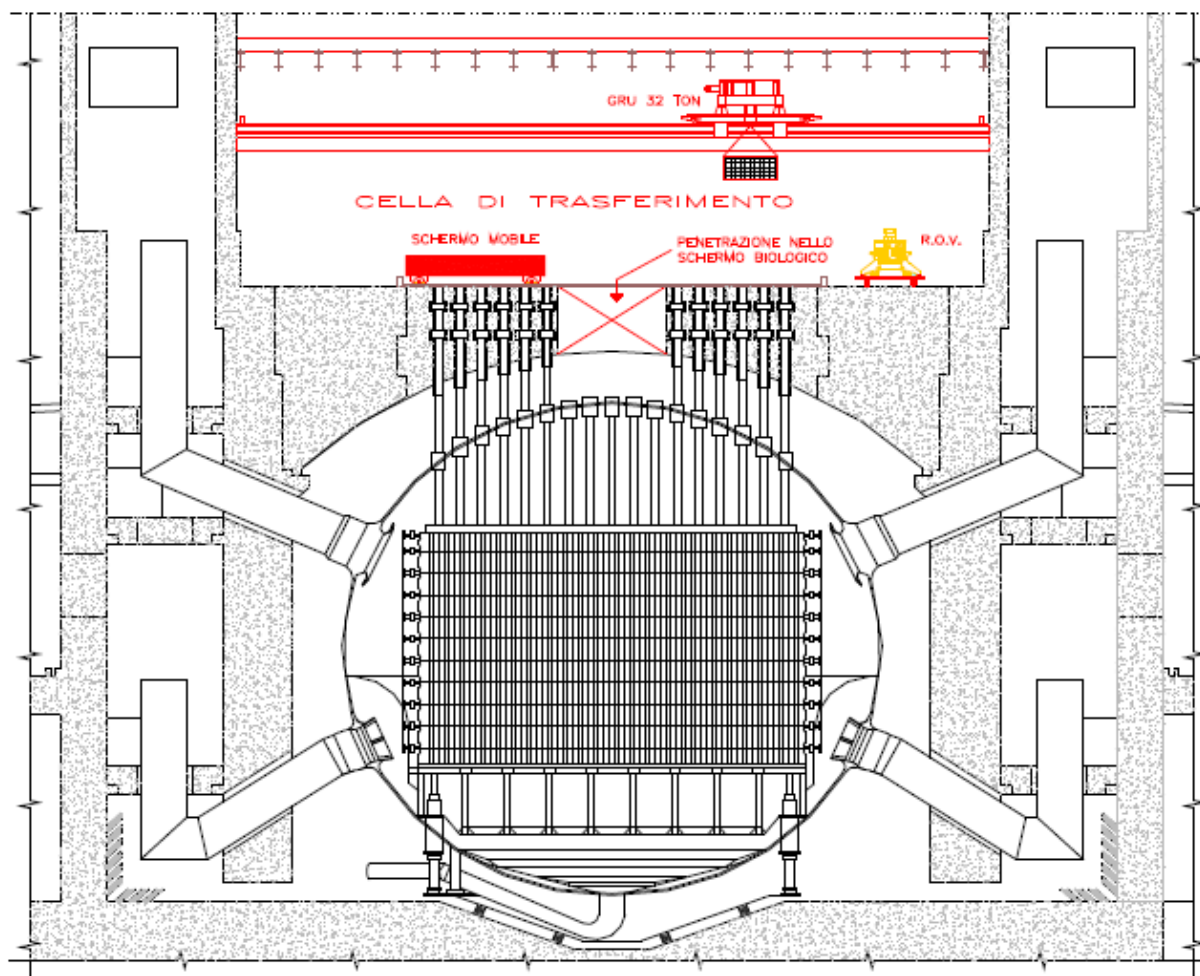 GRU 32 TON
CELLA DI TRASFERIMENTO
SCHERMO MOBILE
PENETRAZIONE NELLO
SCHERMO BIOLOGICO
R.O.V.